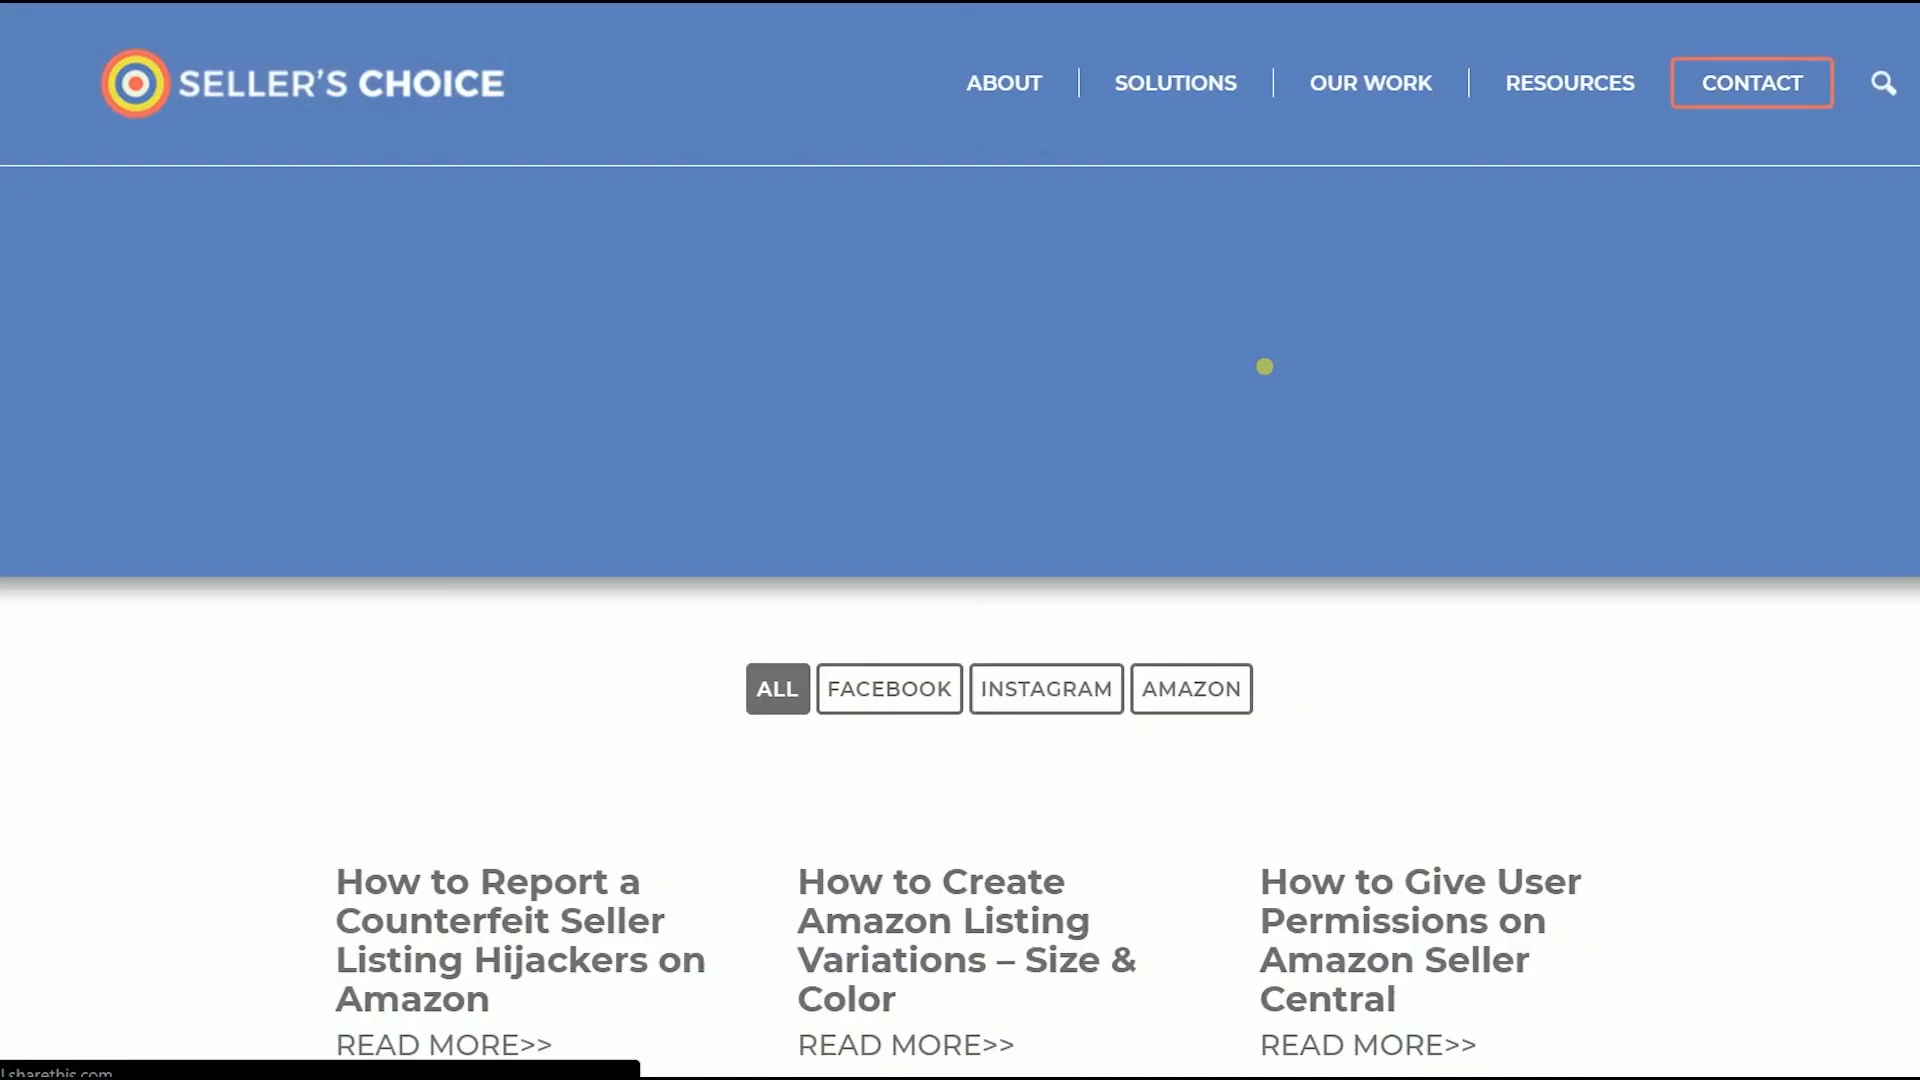 SELLER'S CHOICE
ABOUT
SOLUTIONS
OUR WORK
RESOURCES
CONTACT
ALL
FACEBOOK
INSTAGRAM
AMAZON
How to Report a
Counterfeit Seller
Listing Hijackers on
Amazon
READ MORE>>
How to Create
Amazon Listing
Variations – Size &
Color
READ MORE>>
How to Give User
Permissions on
Amazon Seller
Central
READ MORE>>
l.sharethis.com